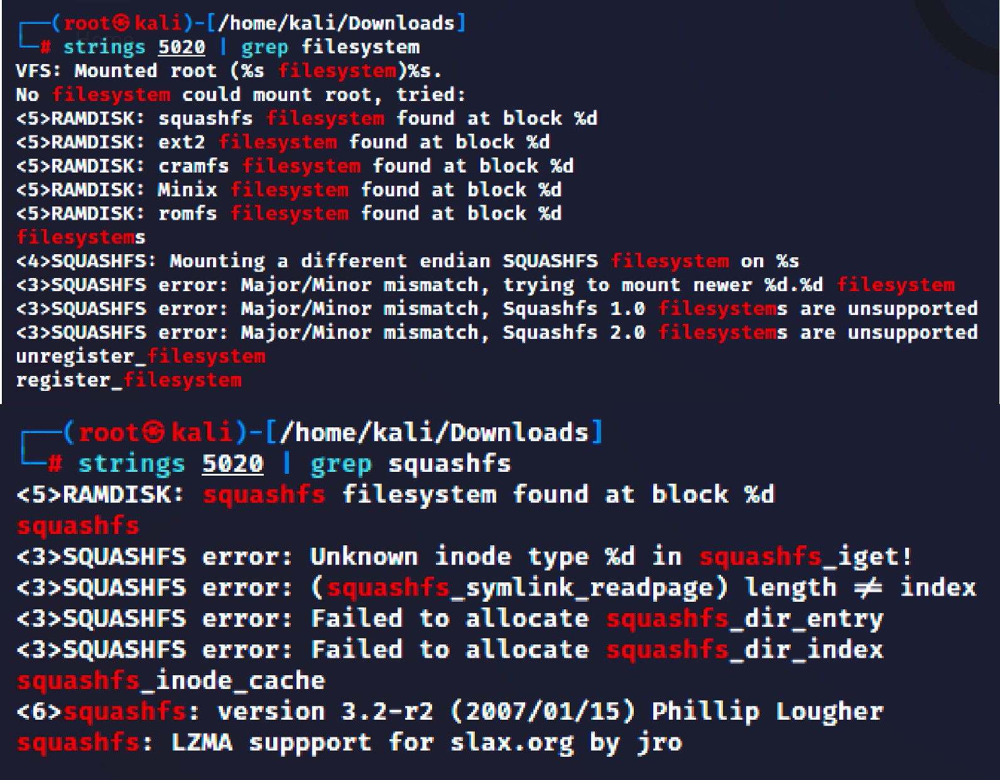 ┌──(root㉿kali)-[/home/kali/Downloads]
└─# strings 5020 | grep filesystem
VFS: Mounted root (%s filesystem)%s.
No filesystem could mount root, tried:
<5>RAMDISK: squashfs filesystem found at block %d
<5>RAMDISK: ext2 filesystem found at block %d
<5>RAMDISK: cramfs filesystem found at block %d
<5>RAMDISK: Minix filesystem found at block %d
<5>RAMDISK: romfs filesystem found at block %d
filesystems
<4>SQUASHFS: Mounting a different endian SQUASHFS filesystem on %s
<3>SQUASHFS error: Major/Minor mismatch, trying to mount newer %d.%d filesystem
<3>SQUASHFS error: Major/Minor mismatch, Squashfs 1.0 filesystems are unsupported
<3>SQUASHFS error: Major/Minor mismatch, Squashfs 2.0 filesystems are unsupported
unregister_filesystem
register_filesystem
┌──(root㉿kali)-[/home/kali/Downloads]
└─# strings 5020 | grep squashfs
<5>RAMDISK: squashfs filesystem found at block %d
squashfs
<3>SQUASHFS error: Unknown inode type %d in squashfs_iget!
<3>SQUASHFS error: (squashfs_symlink_readpage) length ≠ index
<3>SQUASHFS error: Failed to allocate squashfs_dir_entry
<3>SQUASHFS error: Failed to allocate squashfs_dir_index
squashfs_inode_cache
<6>squashfs: version 3.2-r2 (2007/01/15) Phillip Lougher
squashfs: LZMA suppport for slax.org by jro